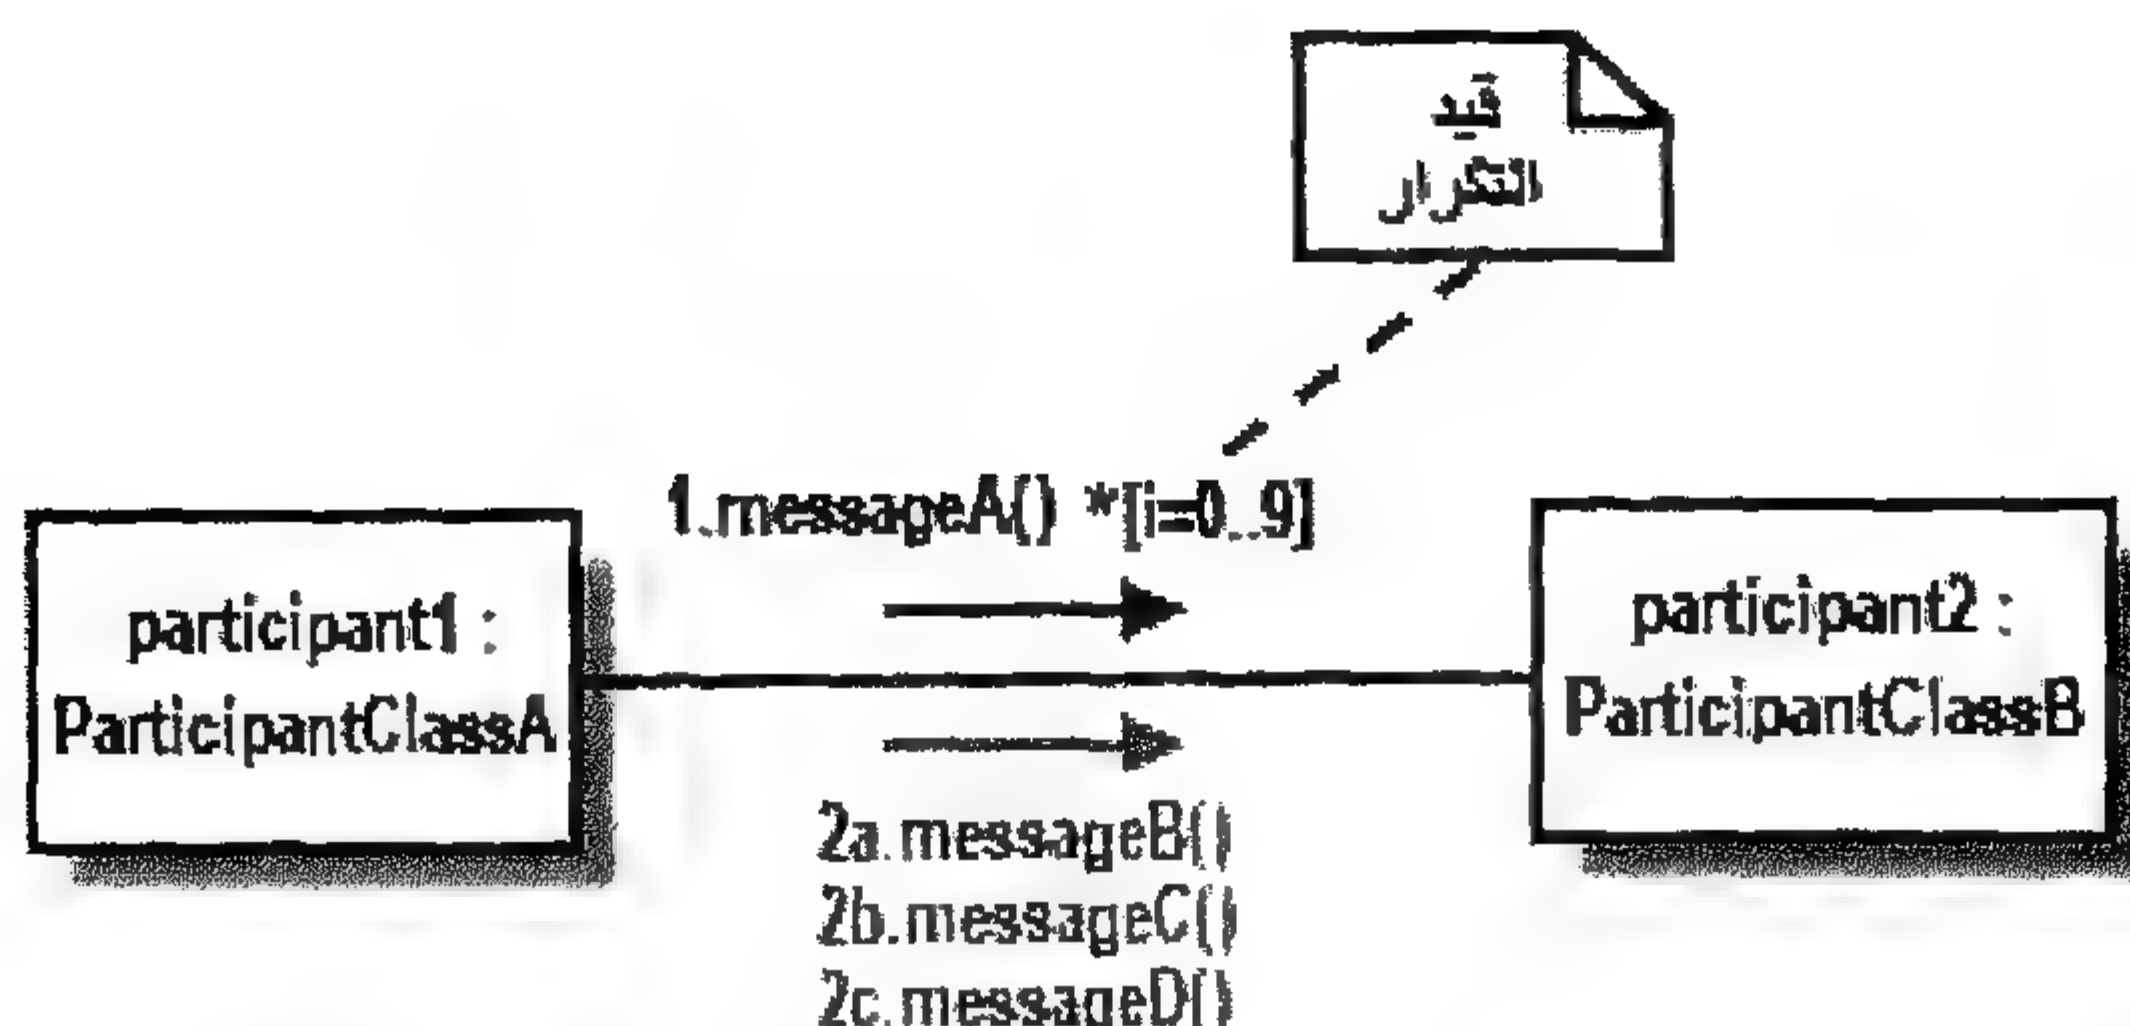 قيد
التكرار
1.messageA() *[i=0..9]
participant1 :
ParticipantClassA
participant2 :
ParticipantClassB
2a.messageB()
2b.messageC()
2c.messageD()